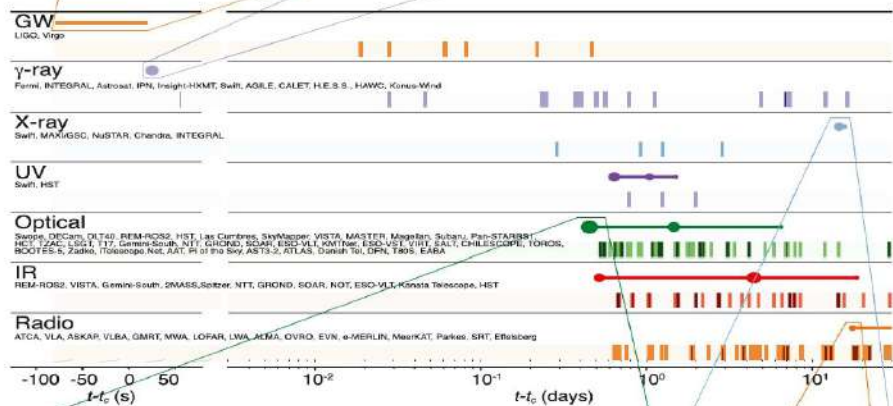 GW
LIGO, Virgo
γ-ray
Fermi, INTEGRAL, Astrosat, IPN, Insight-HXMT, Swift, AGILE, CALET, H.E.S.S., HAWC, Konus-Wind
X-ray
Swift, MAXI/GSC, NuSTAR, Chandra, INTEGRAL
UV
Swift, HST
Optical
Swope, DECam, DLT40, REM-ROS2, HST, Las Cumbres, SkyMapper, VISTA, MASTER, Magellan, Subaru, Pan-STARRS1,
HCT, TZAC, LSGT, T17, Gemini-South, NTT, GROND, SOAR, ESO-VLT, KMTNet, ESO-VST, VIRT, SALT, CHILESCOPE, TOROS,
BOOTES-5, Zadko, iTelescope.Net, AAT, Pi of the Sky, AST3-2, ATLAS, Danish Tel, DFN, T80S, EABA
IR
REM-ROS2, VISTA, Gemini-South, 2MASS,Spitzer, NTT, GROND, SOAR, NOT, ESO-VLT, Kanata Telescope, HST
Radio
ATCA, VLA, ASKAP, VLBA, GMRT, MWA, LOFAR, LWA, ALMA, OVRO, EVN, e-MERLIN, MeerKAT, Parkes, SRT, Effelsberg
-100 -50 0 50 10⁻² 10⁻¹ 10⁰ 10¹
t-t_c (s) t-t_c (days)